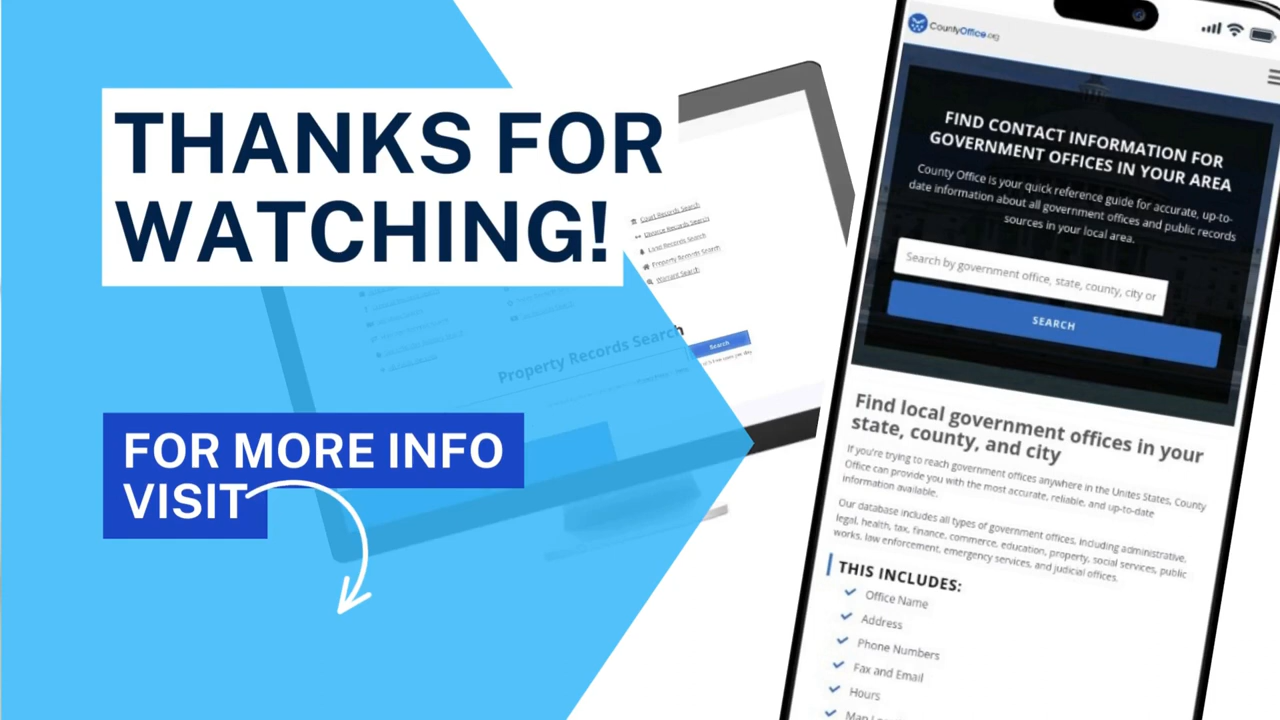 THANKS FOR
WATCHING!
FOR MORE INFO
VISIT
Court Records Search
Divorce Records Search
Land Records Search
Property Records Search
Warrant Search
Property Records Search
Search
CountyOffice.org
FIND CONTACT INFORMATION FOR
GOVERNMENT OFFICES IN YOUR AREA
County Office is your quick reference guide for accurate, up-to-
date information about all government offices and public records
sources in your local area.
Search by government office, state, county, city or
SEARCH
Find local government offices in your
state, county, and city
If you're trying to reach government offices anywhere in the Unites States, County
Office can provide you with the most accurate, reliable, and up-to-date
information available.
Our database includes all types of government offices, including administrative,
legal, health, tax, finance, commerce, education, property, social services, public
works, law enforcement, emergency services, and judicial offices.
THIS INCLUDES:
Office Name
Address
Phone Numbers
Fax and Email
Hours
Map